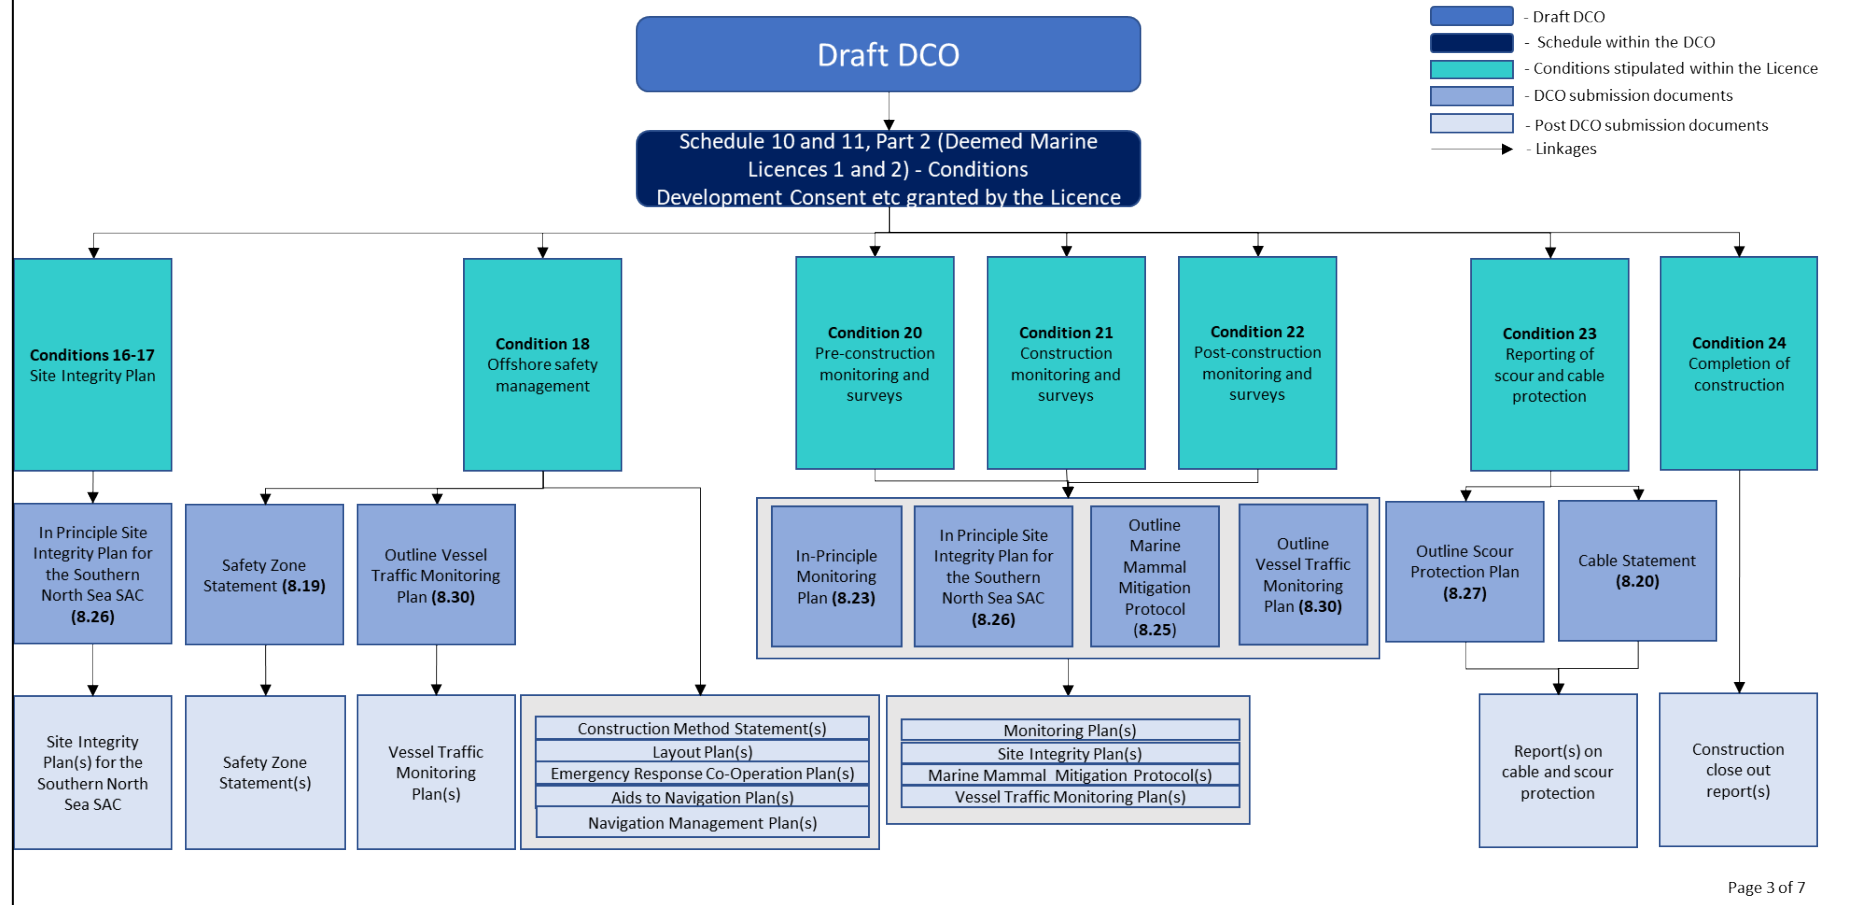 Draft DCO
- Draft DCO
- Schedule within the DCO
- Conditions stipulated within the Licence
- DCO submission documents
- Post DCO submission documents
- Linkages
Schedule 10 and 11, Part 2 (Deemed Marine
Licences 1 and 2) - Conditions
Development Consent etc granted by the Licence
Conditions 16-17
Site Integrity Plan
Condition 18
Offshore safety
management
Condition 20
Pre-construction
monitoring and
surveys
Condition 21
Construction
monitoring and
surveys
Condition 22
Post-construction
monitoring and
surveys
Condition 23
Reporting of
scour and cable
protection
Condition 24
Completion of
construction
In Principle Site
Integrity Plan for
the Southern
North Sea SAC
(8.26)
Safety Zone
Statement (8.19)
Outline Vessel
Traffic Monitoring
Plan (8.30)
In-Principle
Monitoring
Plan (8.23)
In Principle Site
Integrity Plan for
the Southern
North Sea SAC
(8.26)
Outline
Marine
Mammal
Mitigation
Protocol
(8.25)
Outline
Vessel Traffic
Monitoring
Plan (8.30)
Outline Scour
Protection Plan
(8.27)
Cable Statement
(8.20)
Site Integrity
Plan(s) for the
Southern North
Sea SAC
Safety Zone
Statement(s)
Vessel Traffic
Monitoring
Plan(s)
Construction Method Statement(s)
Layout Plan(s)
Emergency Response Co-Operation Plan(s)
Aids to Navigation Plan(s)
Navigation Management Plan(s)
Monitoring Plan(s)
Site Integrity Plan(s)
Marine Mammal Mitigation Protocol(s)
Vessel Traffic Monitoring Plan(s)
Report(s) on
cable and scour
protection
Construction
close out
report(s)
Page 3 of 7